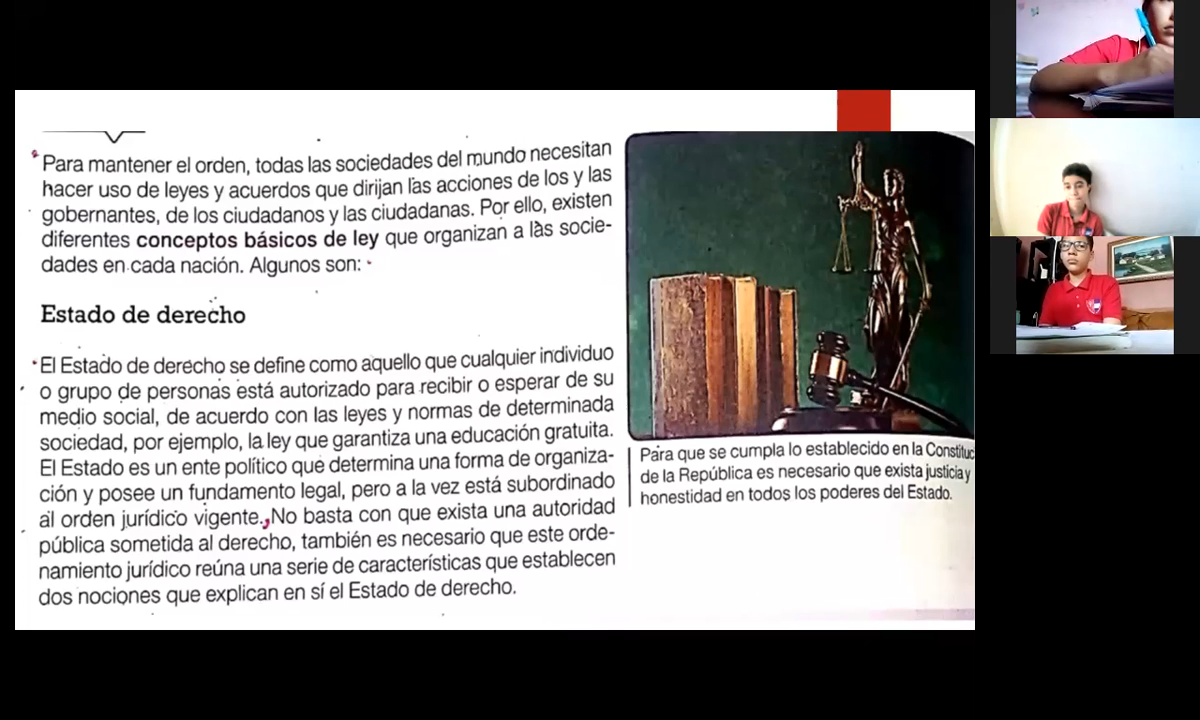 Para mantener el orden, todas las sociedades del mundo necesitan
hacer uso de leyes y acuerdos que dirijan las acciones de los y las
gobernantes, de los ciudadanos y las ciudadanas. Por ello, existen
diferentes conceptos básicos de ley que organizan a las socie-
dades en cada nación. Algunos son:
Estado de derecho
El Estado de derecho se define como aquello que cualquier individuo
o grupo de personas está autorizado para recibir o esperar de su
medio social, de acuerdo con las leyes y normas de determinada
sociedad, por ejemplo, la ley que garantiza una educación gratuita.
El Estado es un ente político que determina una forma de organiza-
ción y posee un fundamento legal, pero a la vez está subordinado
al orden jurídico vigente. No basta con que exista una autoridad
pública sometida al derecho, también es necesario que este orde-
namiento jurídico reúna una serie de características que establecen
dos nociones que explican en sí el Estado de derecho.
Para que se cumpla lo establecido en la Constituc
de la República es necesario que exista justicia y
honestidad en todos los poderes del Estado.